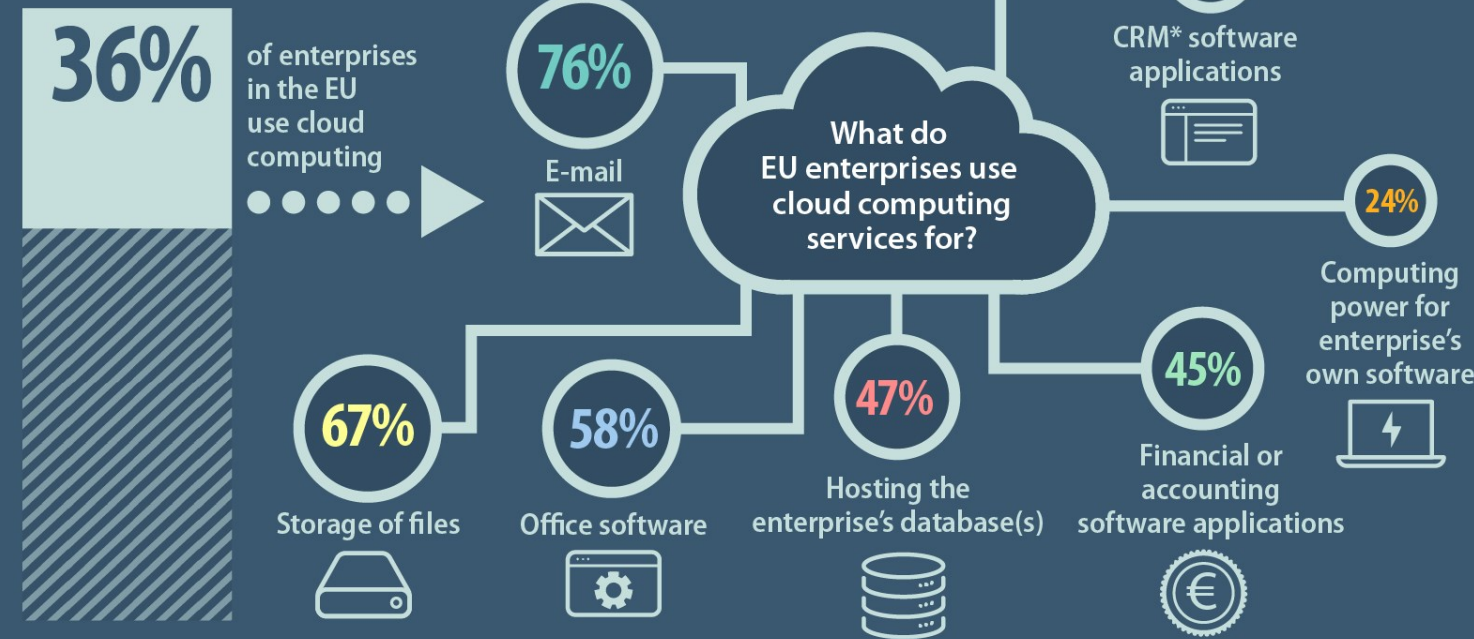 36%
of enterprises
in the EU
use cloud
computing
76%
E-mail
What do
EU enterprises use
cloud computing
services for?
CRM* software
applications
24%
Computing
power for
enterprise’s
own software
67%
Storage of files
58%
Office software
47%
Hosting the
enterprise’s database(s)
45%
Financial or
accounting
software applications
€